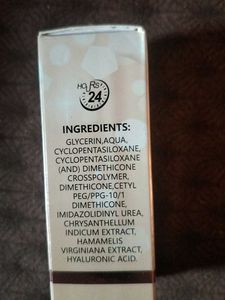 HOURS
24
INGREDIENTS:
GLYCERIN,AQUA,
CYCLOPENTASILOXANE,
CYCLOPENTASILOXANE
(AND) DIMETHICONE
CROSSPOLYMER,
DIMETHICONE,CETYL
PEG/PPG-10/1
DIMETHICONE,
IMIDAZOLIDINYL UREA,
CHRYSANTHELLUM
INDICUM EXTRACT,
HAMAMELIS
VIRGINIANA EXTRACT,
HYALURONIC ACID.